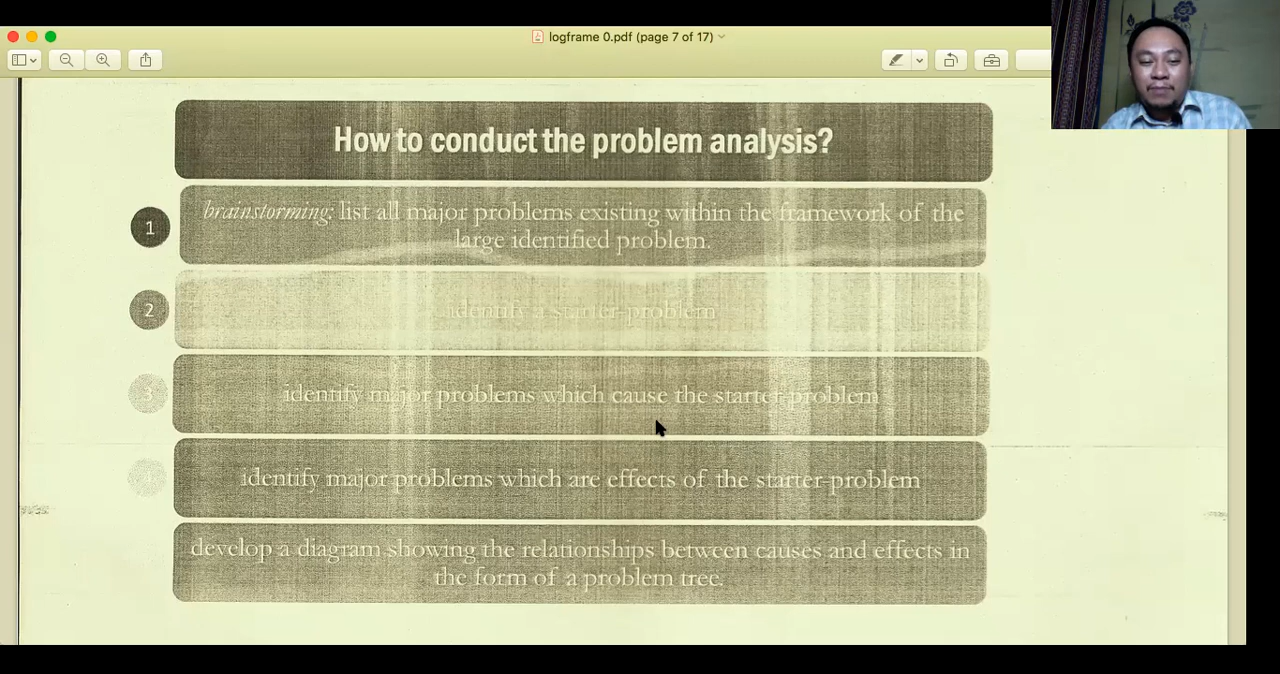 logframe 0.pdf (page 7 of 17)
How to conduct the problem analysis?
1
brainstorming: list all major problems existing within the framework of the
large identified problem.
2
identify a starter-problem
3
identify major problems which cause the starter-problem
identify major problems which are effects of the starter-problem
develop a diagram showing the relationships between causes and effects in
the form of a problem tree.